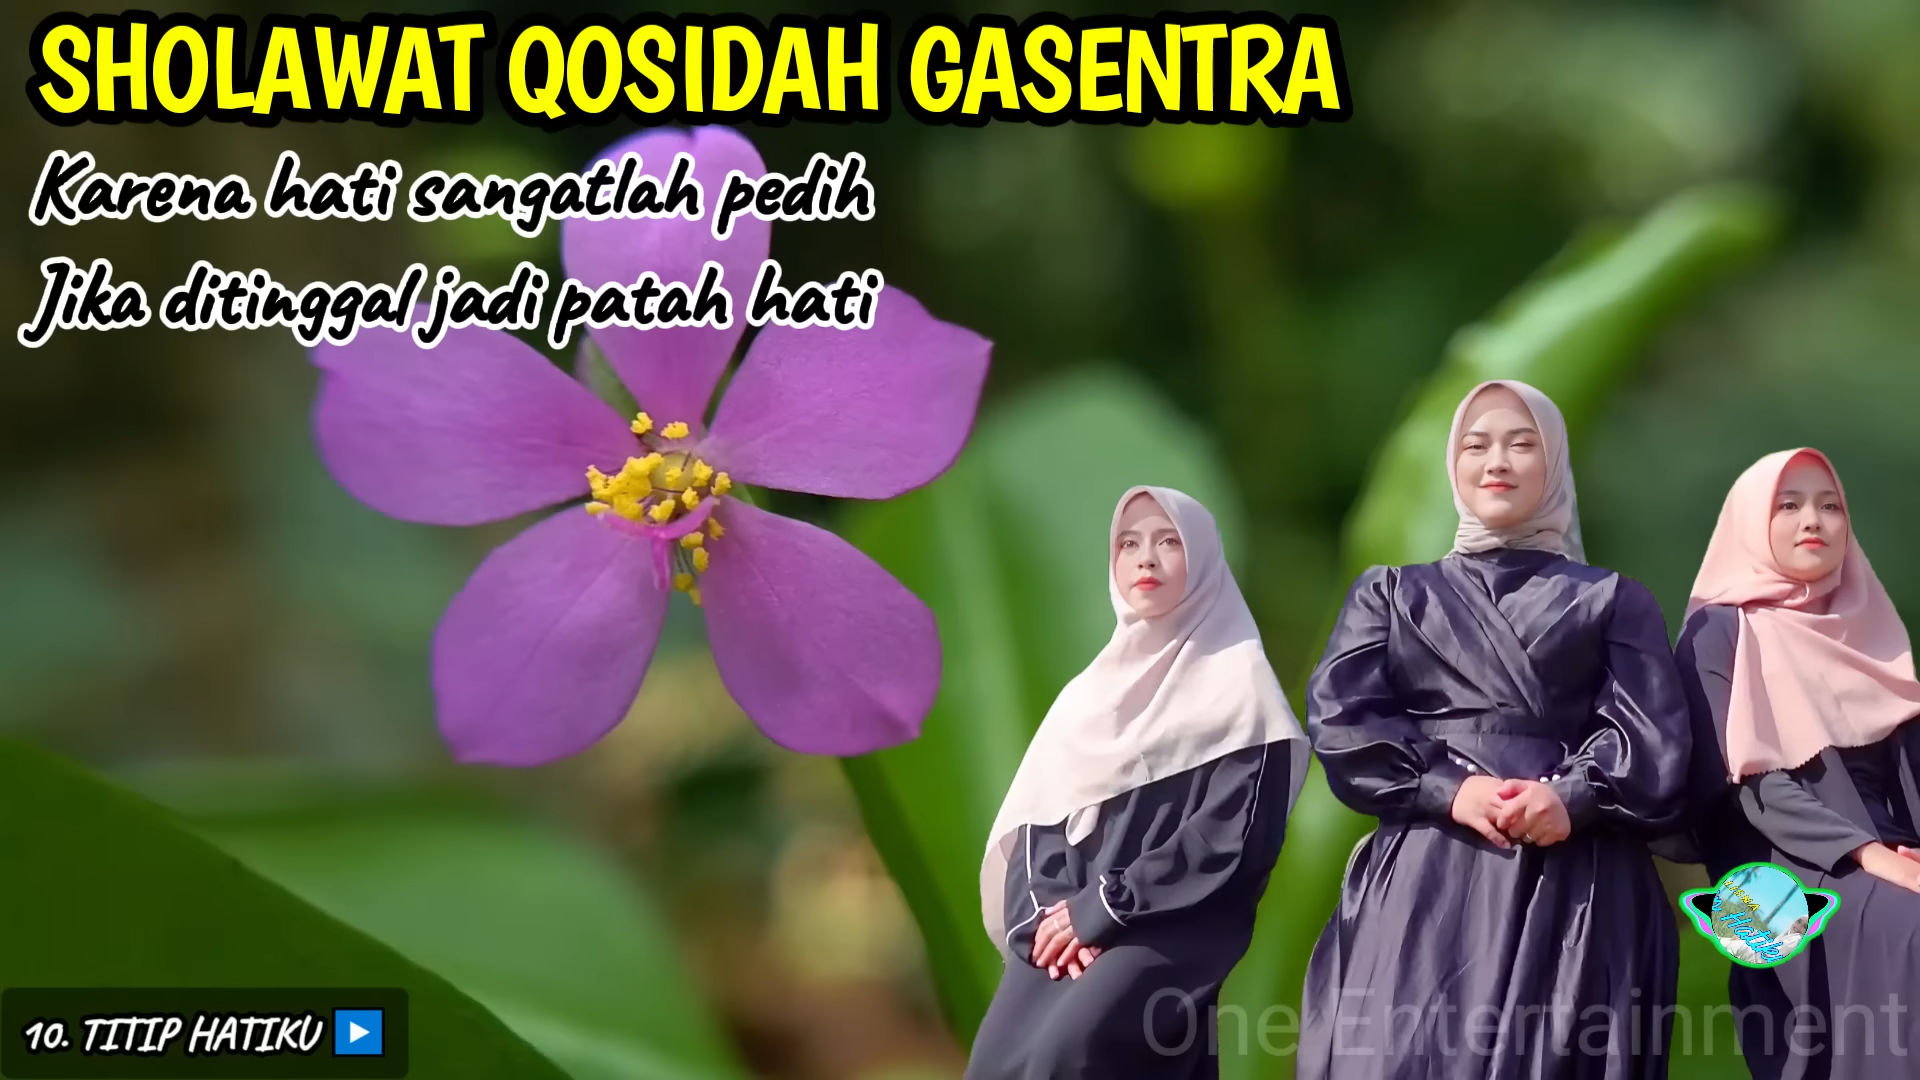 SHOLAWAT QOSIDAH GASENTRA
Karena hati sangatlah pedih
Jika ditinggal jadi patah hati
10. TITIP HATIKU
One Entertainment